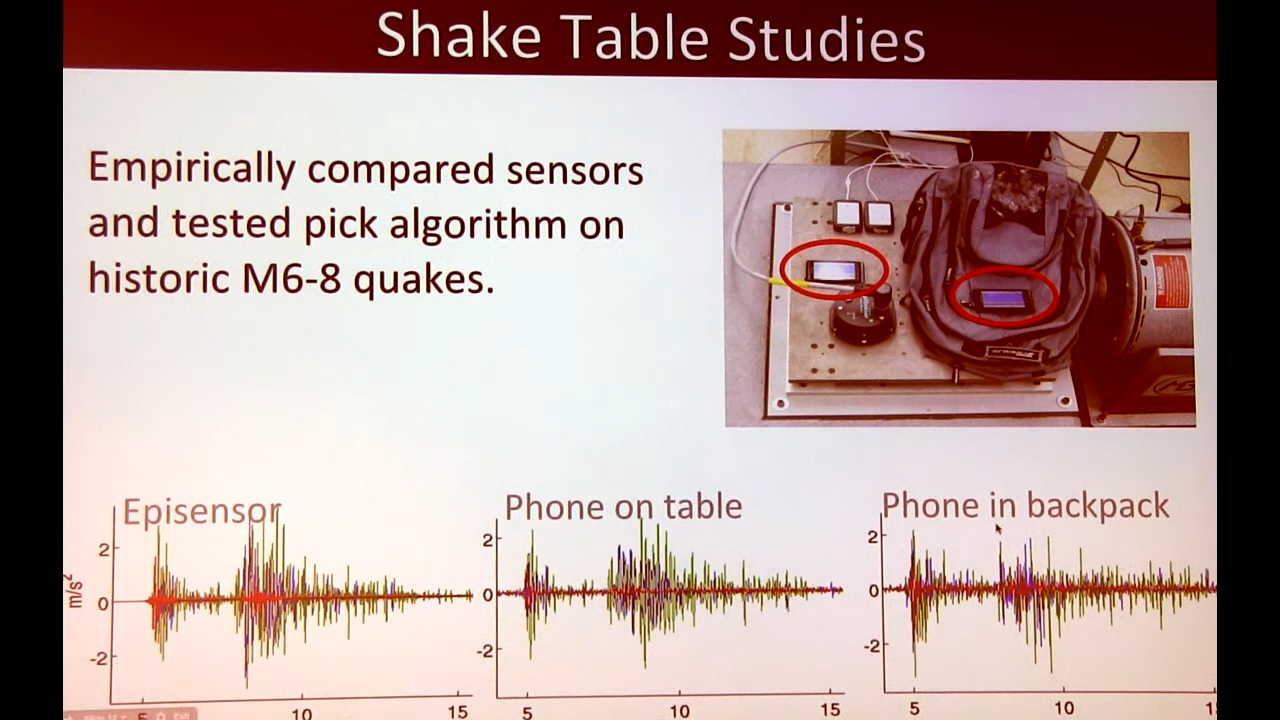 Shake Table Studies
Empirically compared sensors
and tested pick algorithm on
historic M6-8 quakes.
Episensor
Phone on table
Phone in backpack
m/s²
2
0
-2
5
10
15
2
0
-2
5
10
15
2
0
-2
5
10